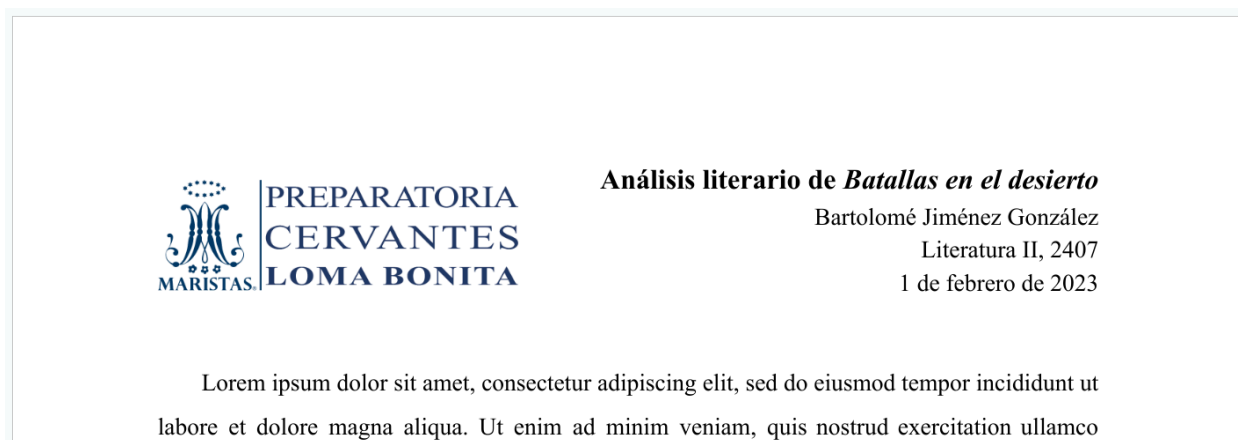 MARISTAS®
PREPARATORIA
CERVANTES
LOMA BONITA
Análisis literario de Batallas en el desierto
Bartolomé Jiménez González
Literatura II, 2407
1 de febrero de 2023
Lorem ipsum dolor sit amet, consectetur adipiscing elit, sed do eiusmod tempor incididunt ut
labore et dolore magna aliqua. Ut enim ad minim veniam, quis nostrud exercitation ullamco